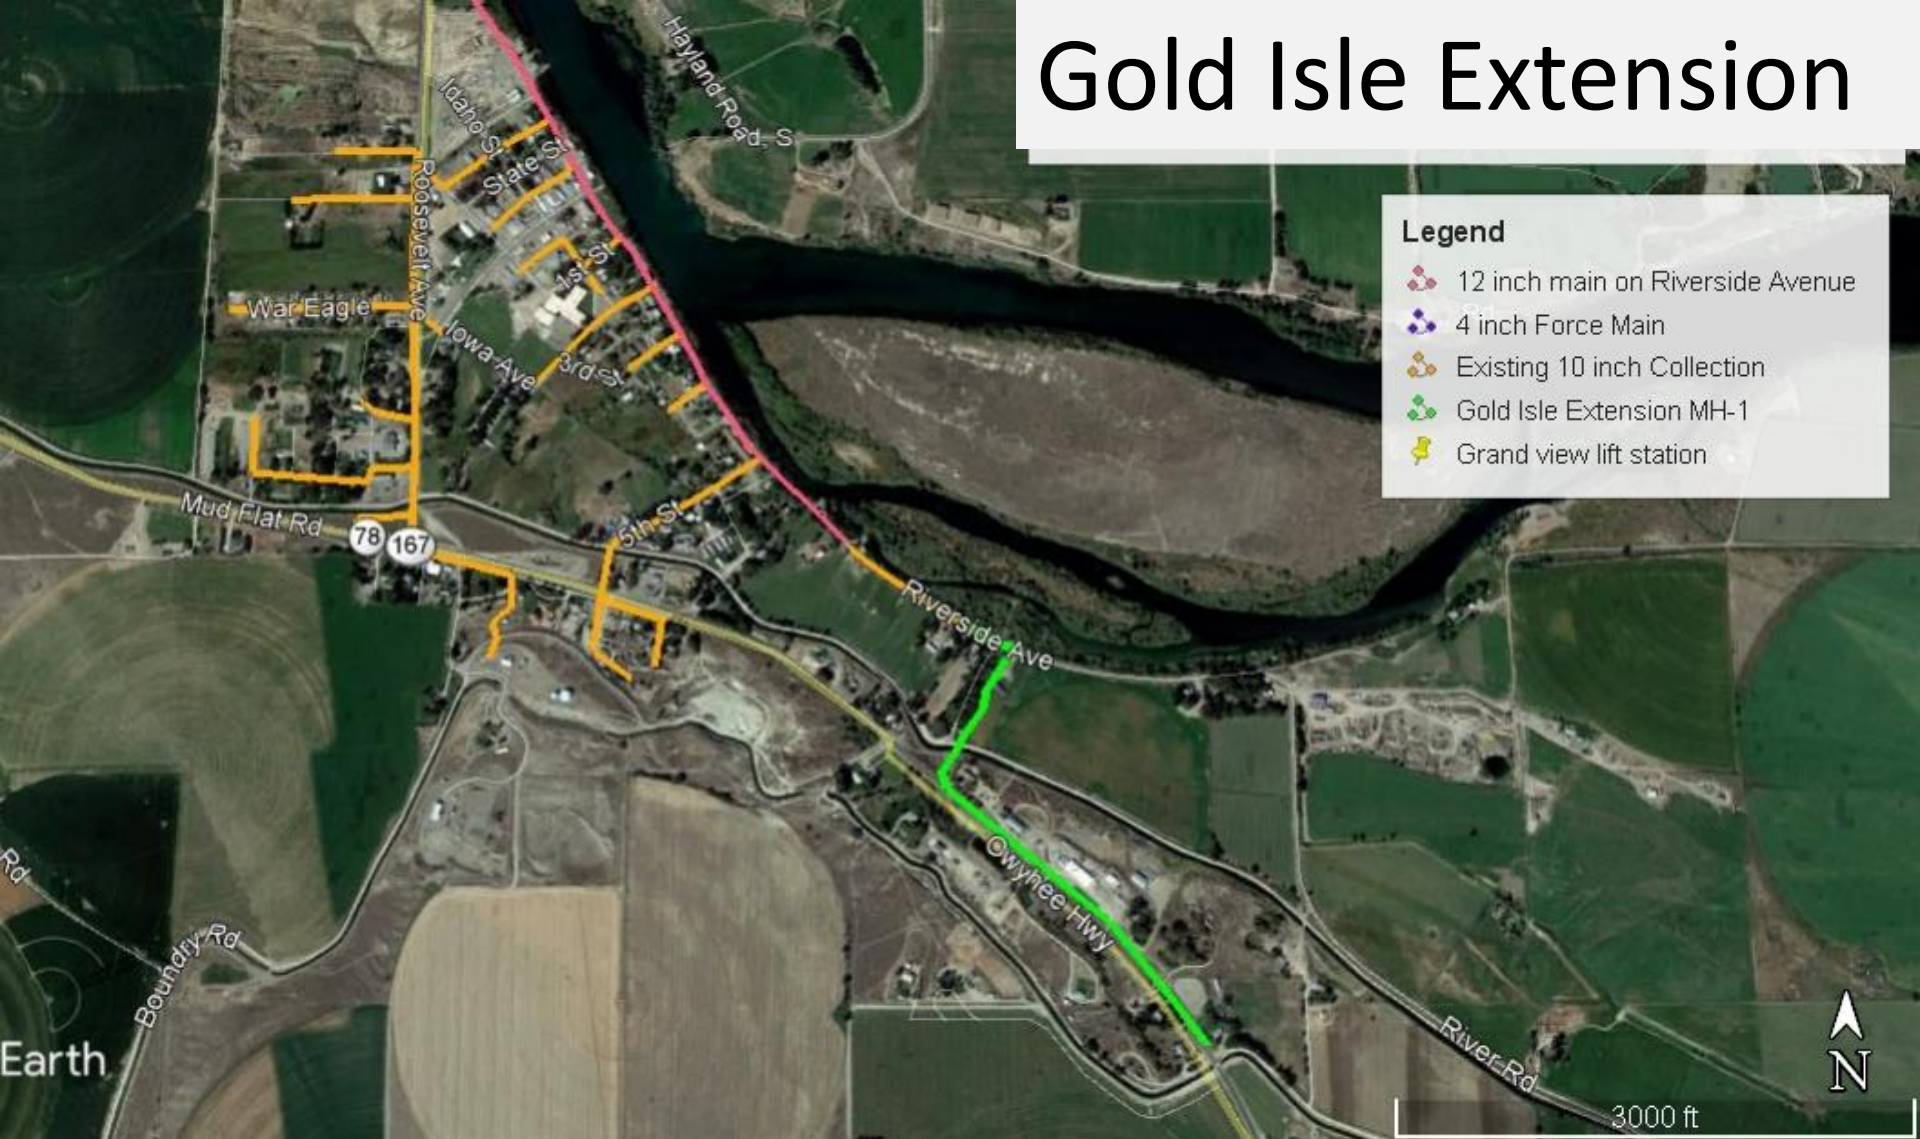 Gold Isle Extension
Hayland Road, S
Idaho St
State St
Roosevelt Ave
1st St
War Eagle
Iowa Ave
3rd St
Legend
12 inch main on Riverside Avenue
4 inch Force Main
Existing 10 inch Collection
Gold Isle Extension MH-1
Grand view lift station
Mud Flat Rd
78
167
5th St
Riverside Ave
Owyhee Hwy
Rd
Boundry Rd
Earth
River Rd
N
3000 ft